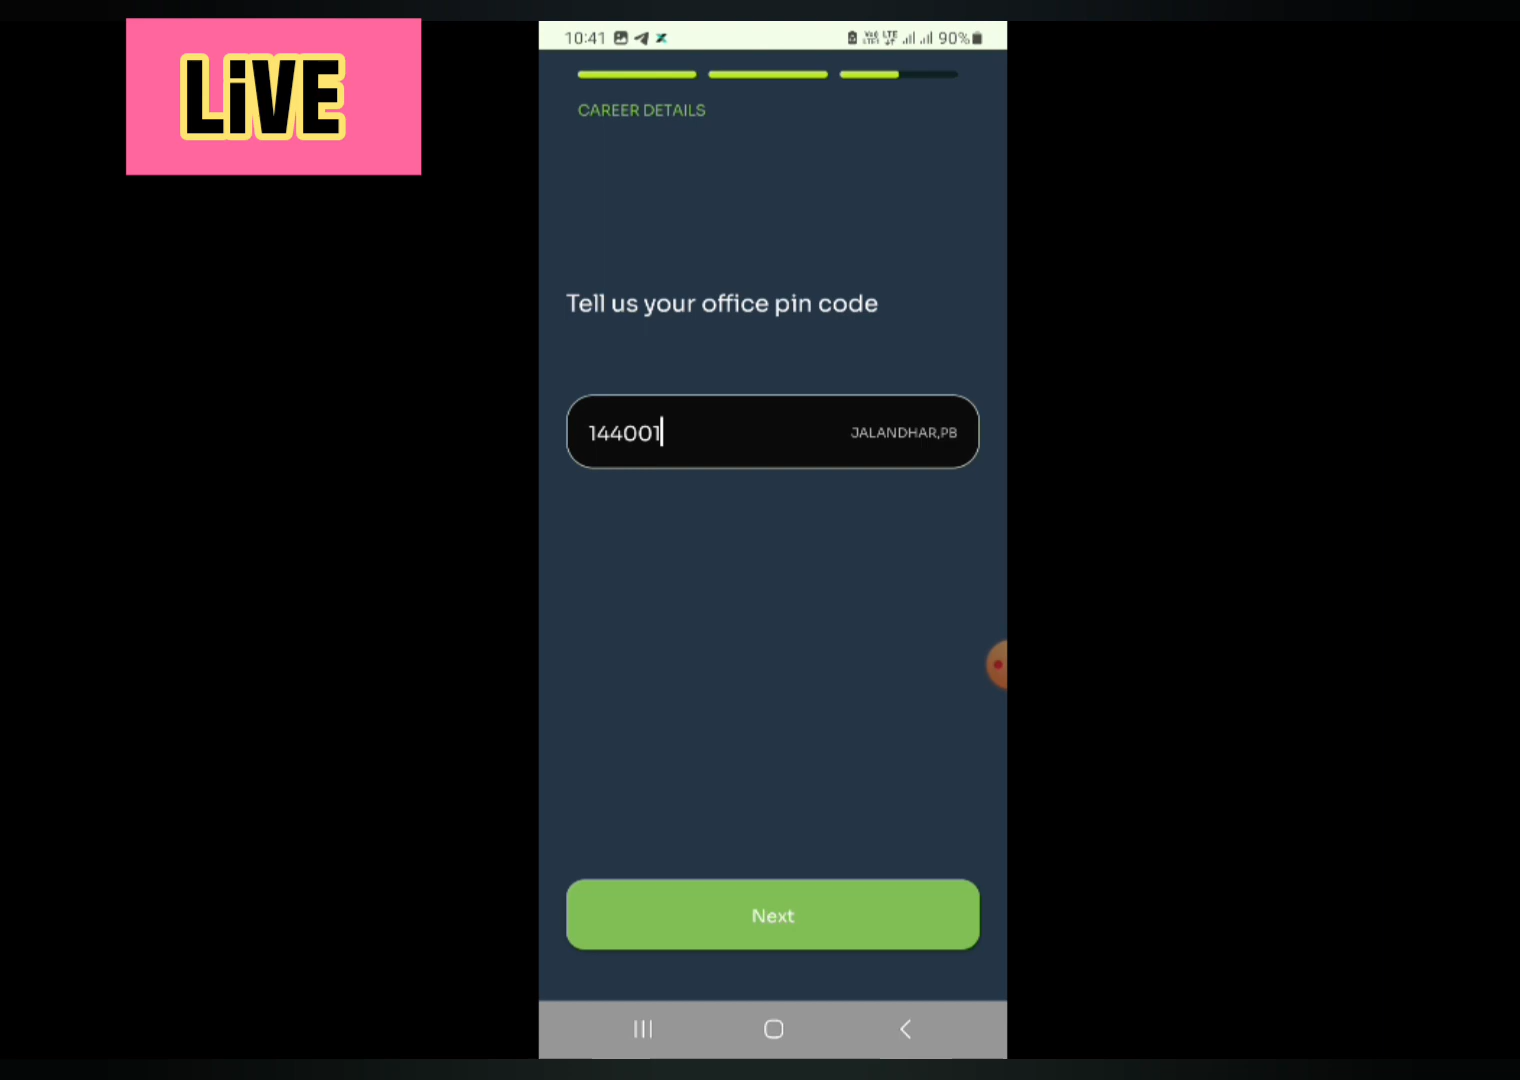 LiVE
10:41 90%
CAREER DETAILS
Tell us your office pin code
144001 JALANDHAR,PB
Next